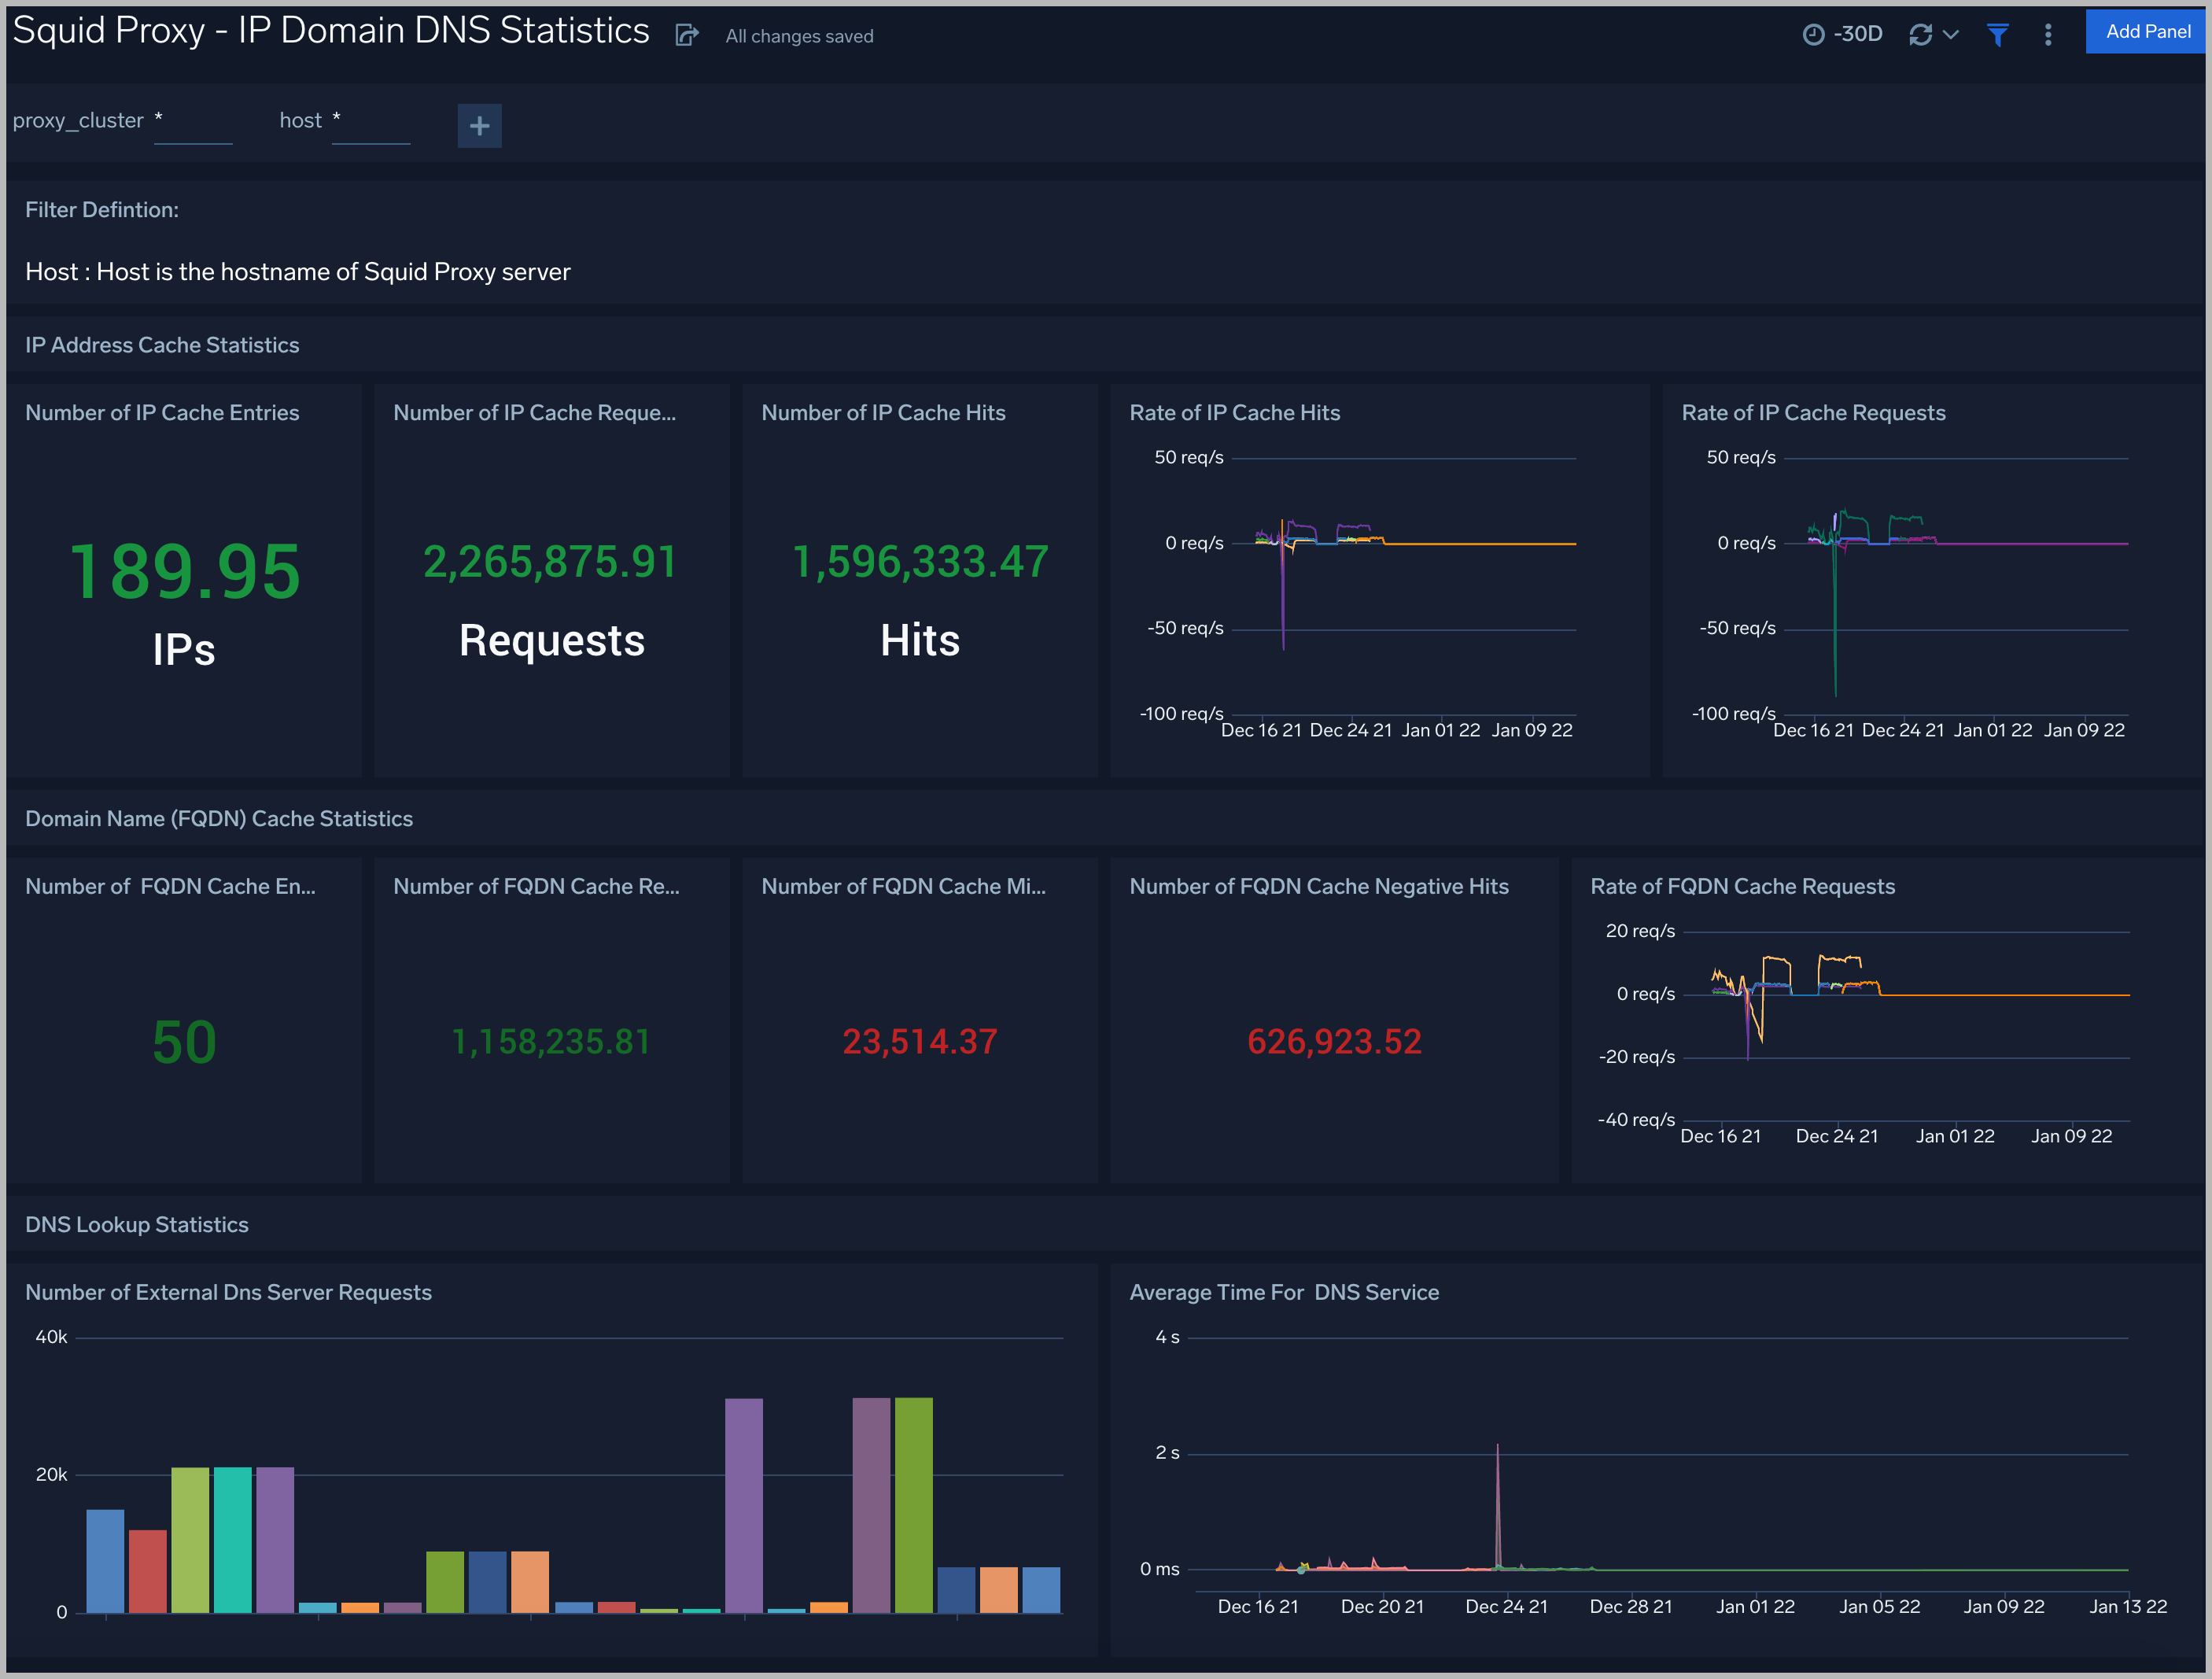 Squid Proxy - IP Domain DNS Statistics
All changes saved
-30D
Add Panel
proxy_cluster *
host *
+
Filter Defintion:
Host : Host is the hostname of Squid Proxy server
IP Address Cache Statistics
Number of IP Cache Entries
189.95
IPs
Number of IP Cache Reque...
2,265,875.91
Requests
Number of IP Cache Hits
1,596,333.47
Hits
Rate of IP Cache Hits
50 req/s
0 req/s
-50 req/s
-100 req/s
Dec 16 21 Dec 24 21 Jan 01 22 Jan 09 22
Rate of IP Cache Requests
50 req/s
0 req/s
-50 req/s
-100 req/s
Dec 16 21 Dec 24 21 Jan 01 22 Jan 09 22
Domain Name (FQDN) Cache Statistics
Number of FQDN Cache En...
50
Number of FQDN Cache Re...
1,158,235.81
Number of FQDN Cache Mi...
23,514.37
Number of FQDN Cache Negative Hits
626,923.52
Rate of FQDN Cache Requests
20 req/s
0 req/s
-20 req/s
-40 req/s
Dec 16 21 Dec 24 21 Jan 01 22 Jan 09 22
DNS Lookup Statistics
Number of External Dns Server Requests
40k
20k
0
Average Time For DNS Service
4 s
2 s
0 ms
Dec 16 21 Dec 20 21 Dec 24 21 Dec 28 21 Jan 01 22 Jan 05 22 Jan 09 22 Jan 13 22